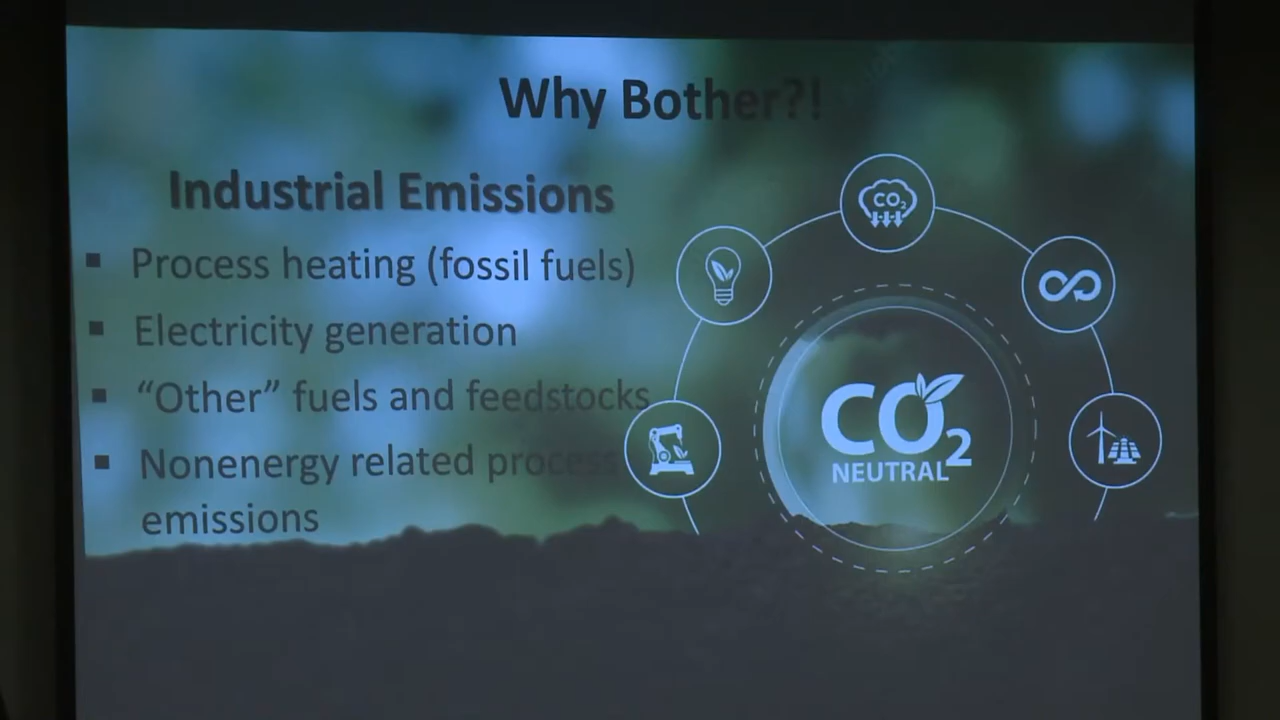 Why Bother?!
Industrial Emissions
▪ Process heating (fossil fuels)
▪ Electricity generation
▪ “Other” fuels and feedstocks
▪ Nonenergy related process
emissions
CO₂
CO₂
NEUTRAL